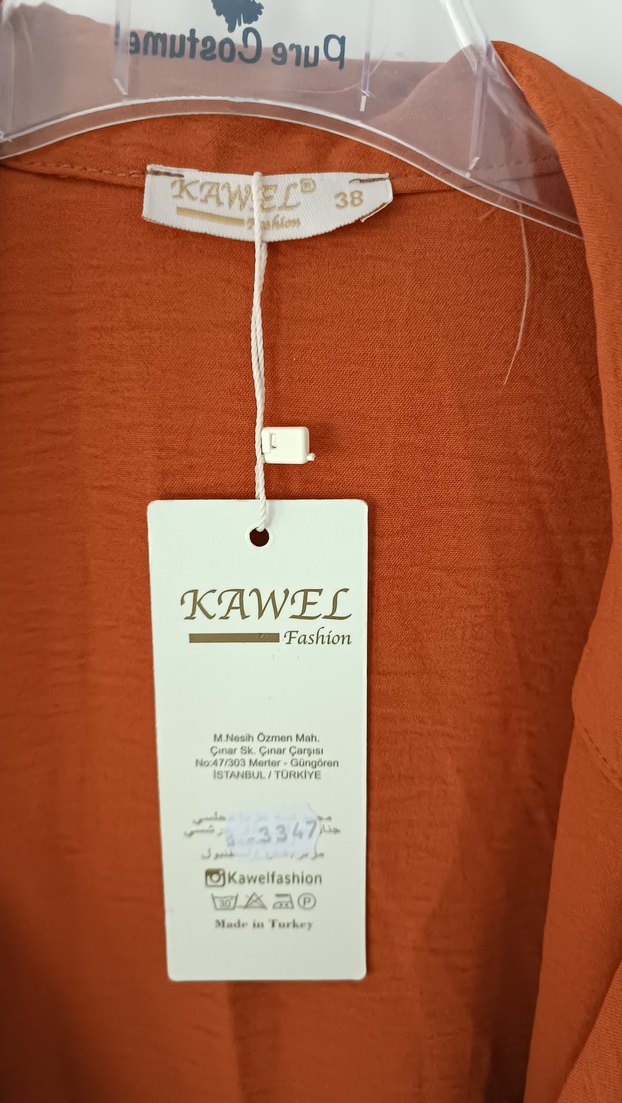 Pure Costume
KAWEL® 38
Fashion
KAWEL
Fashion
M.Nesih Özmen Mah.
Çınar Sk. Çınar Çarşısı
No:47/303 Merter - Güngören
İSTANBUL / TÜRKİYE
3347
Kawelfashion
30 P
Made in Turkey